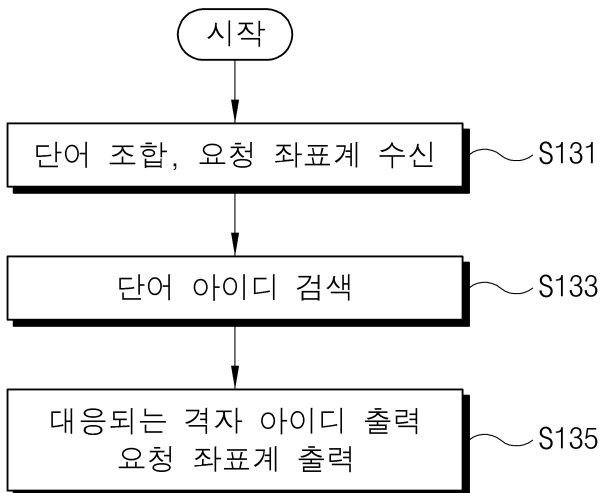 시작
단어 조합, 요청 좌표계 수신
S131
단어 아이디 검색
S133
대응되는 격자 아이디 출력
요청 좌표계 출력
S135